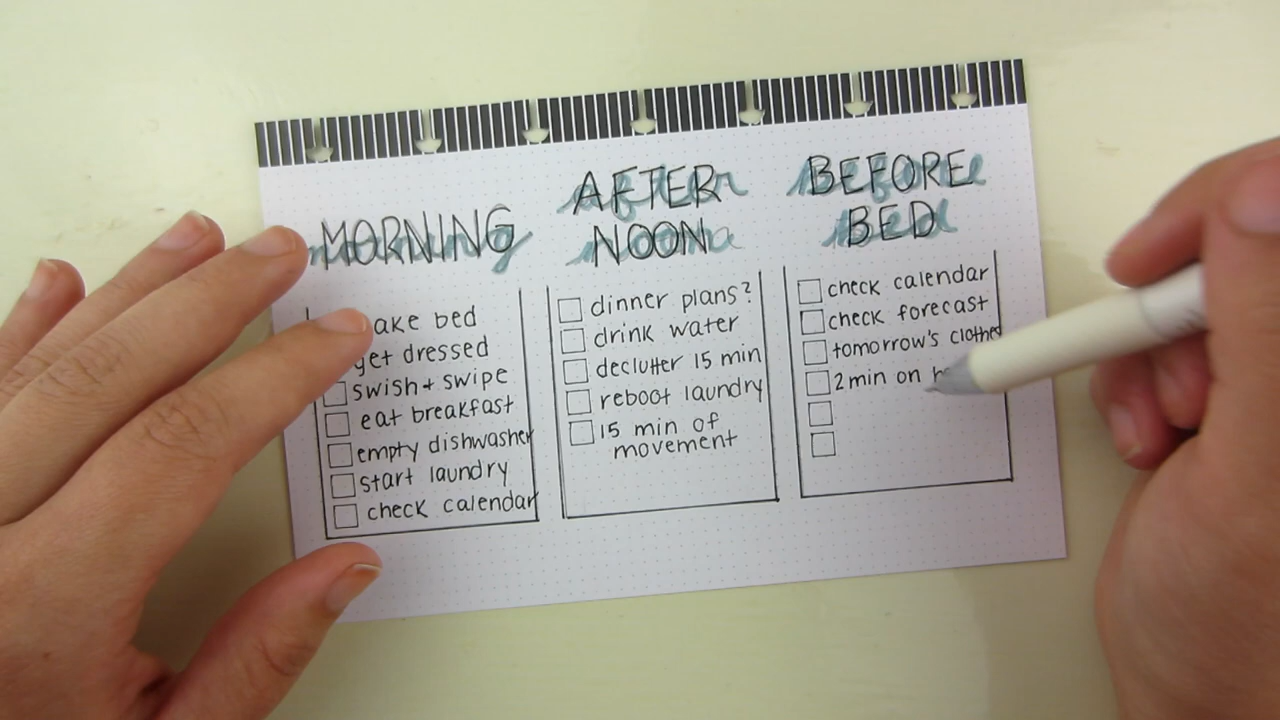 MORNING
ake bed
get dressed
swish + swipe
eat breakfast
empty dishwasher
start laundry
check calendar
AFTER
NOON
dinner plans?
drink water
declutter 15 min
reboot laundry
15 min of
movement
BEFORE
BED
check calendar
check forecast
tomorrow's clothes
2min on